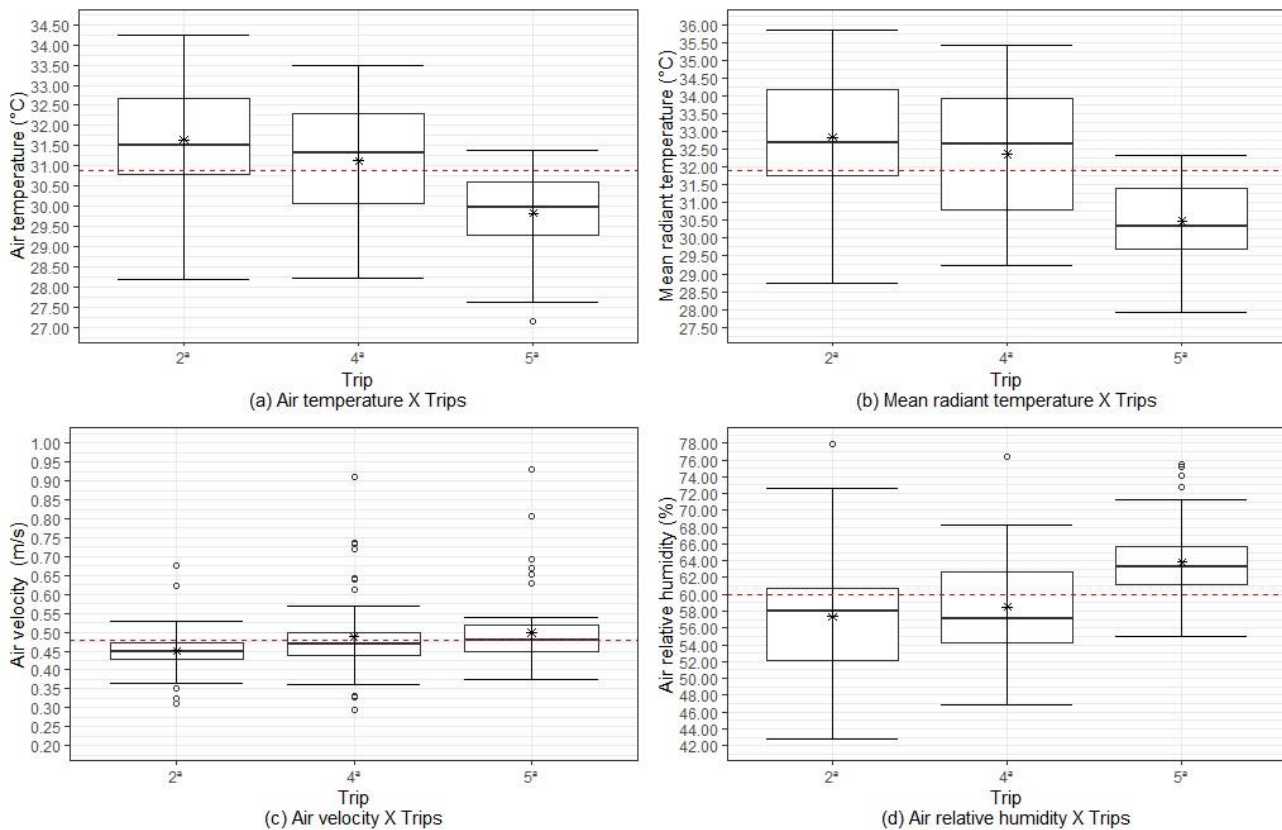 Air temperature (°C)
34.50
34.00
33.50
33.00
32.50
32.00
31.50
31.00
30.50
30.00
29.50
29.00
28.50
28.00
27.50
27.00
2ª
4ª
5ª
Trip
(a) Air temperature X Trips
Mean radiant temperature (°C)
36.00
35.50
35.00
34.50
34.00
33.50
33.00
32.50
32.00
31.50
31.00
30.50
30.00
29.50
29.00
28.50
28.00
27.50
2ª
4ª
5ª
Trip
(b) Mean radiant temperature X Trips
Air velocity (m/s)
1.00
0.95
0.90
0.85
0.80
0.75
0.70
0.65
0.60
0.55
0.50
0.45
0.40
0.35
0.30
0.25
0.20
2ª
4ª
5ª
Trip
(c) Air velocity X Trips
Air relative humidity (%)
78.00
76.00
74.00
72.00
70.00
68.00
66.00
64.00
62.00
60.00
58.00
56.00
54.00
52.00
50.00
48.00
46.00
44.00
42.00
2ª
4ª
5ª
Trip
(d) Air relative humidity X Trips